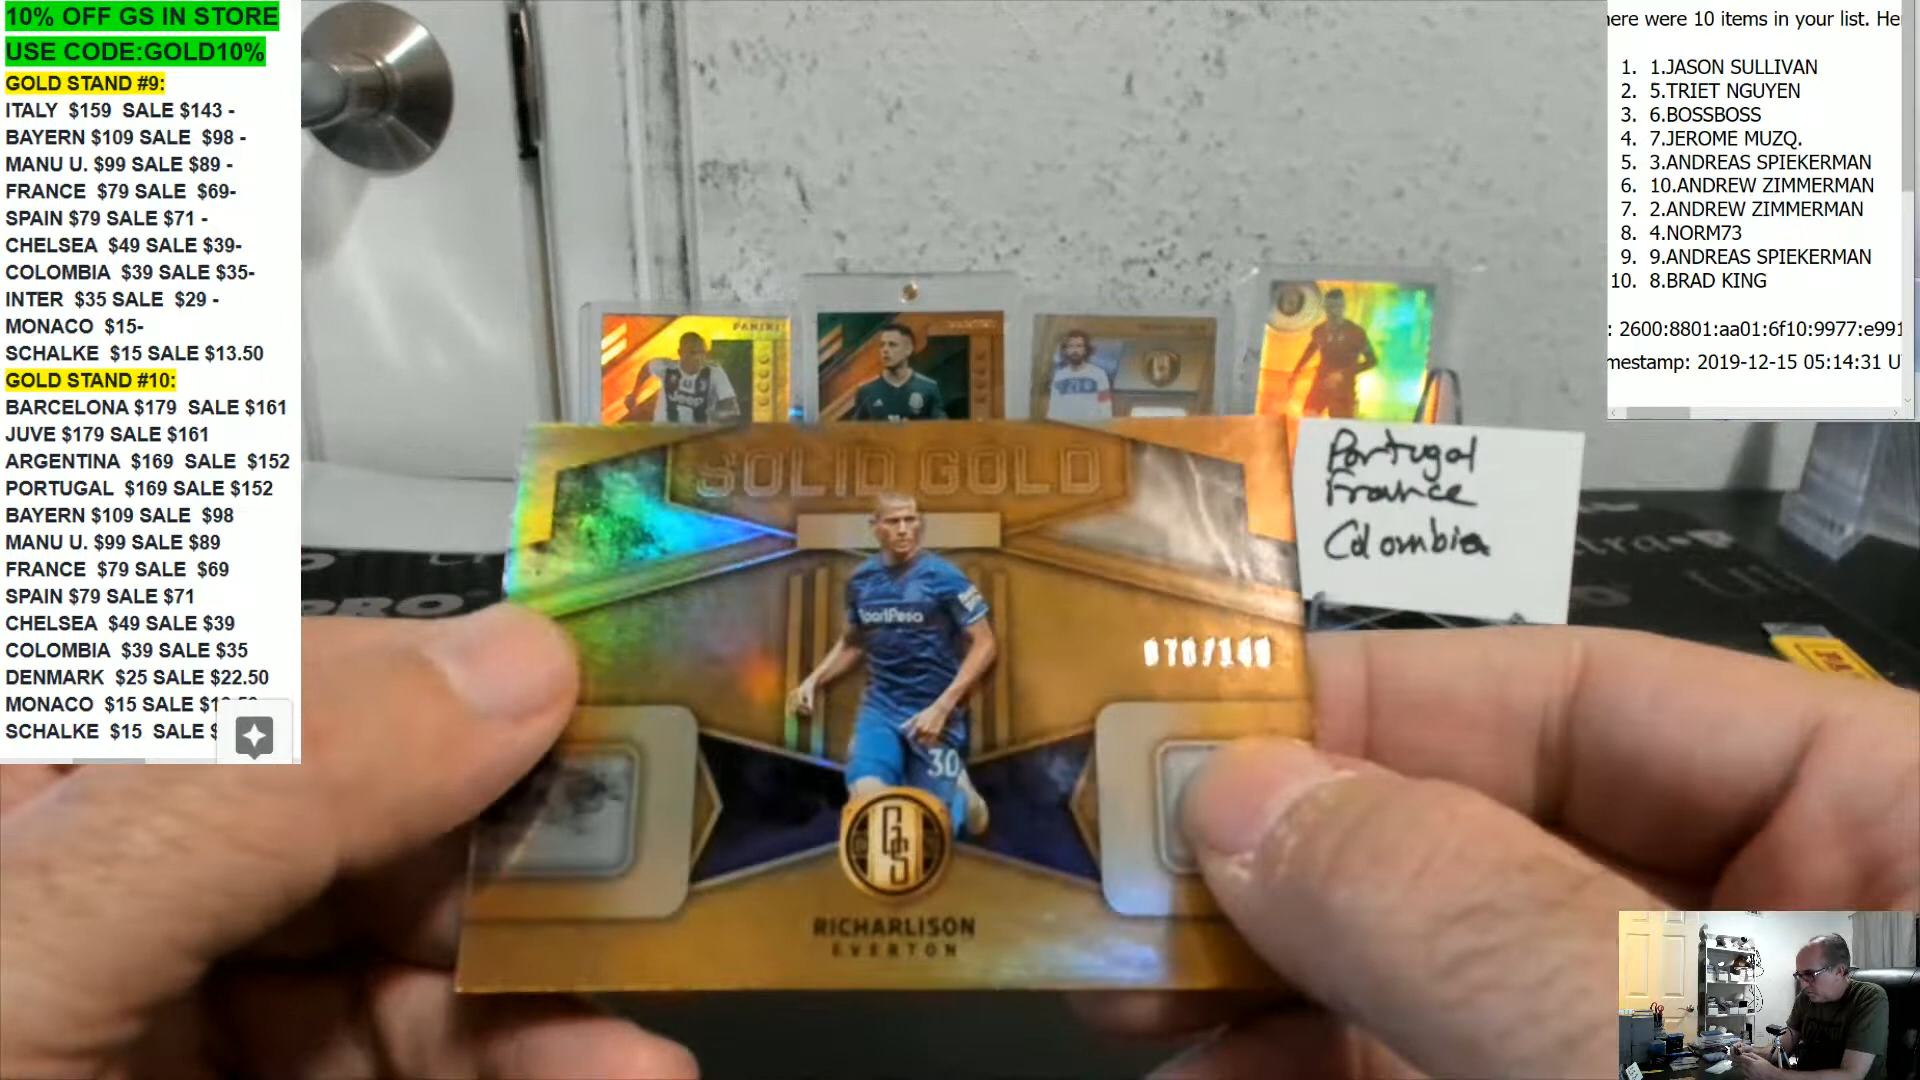 10% OFF GS IN STORE
USE CODE:GOLD10%
GOLD STAND #9:
ITALY $159 SALE $143 -
BAYERN $109 SALE $98 -
MANU U. $99 SALE $89 -
FRANCE $79 SALE $69-
SPAIN $79 SALE $71 -
CHELSEA $49 SALE $39-
COLOMBIA $39 SALE $35-
INTER $35 SALE $29 -
MONACO $15-
SCHALKE $15 SALE $13.50
GOLD STAND #10:
BARCELONA $179 SALE $161
JUVE $179 SALE $161
ARGENTINA $169 SALE $152
PORTUGAL $169 SALE $152
BAYERN $109 SALE $98
MANU U. $99 SALE $89
FRANCE $79 SALE $69
SPAIN $79 SALE $71
CHELSEA $49 SALE $39
COLOMBIA $39 SALE $35
DENMARK $25 SALE $22.50
MONACO $15 SALE
SCHALKE $15 SALE $
here were 10 items in your list. He
1. 1.JASON SULLIVAN
2. 5.TRIET NGUYEN
3. 6.BOSSBOSS
4. 7.JEROME MUZQ.
5. 3.ANDREAS SPIEKERMAN
6. 10.ANDREW ZIMMERMAN
7. 2.ANDREW ZIMMERMAN
8. 4.NORM73
9. 9.ANDREAS SPIEKERMAN
10. 8.BRAD KING
: 2600:8801:aa01:6f10:9977:e991
mestamp: 2019-12-15 05:14:31 U
PANINI
Jeep
SOLID GOLD
SportPesa
30
GS
RICHARLISON
EVERTON
Portugal
France
Colombia